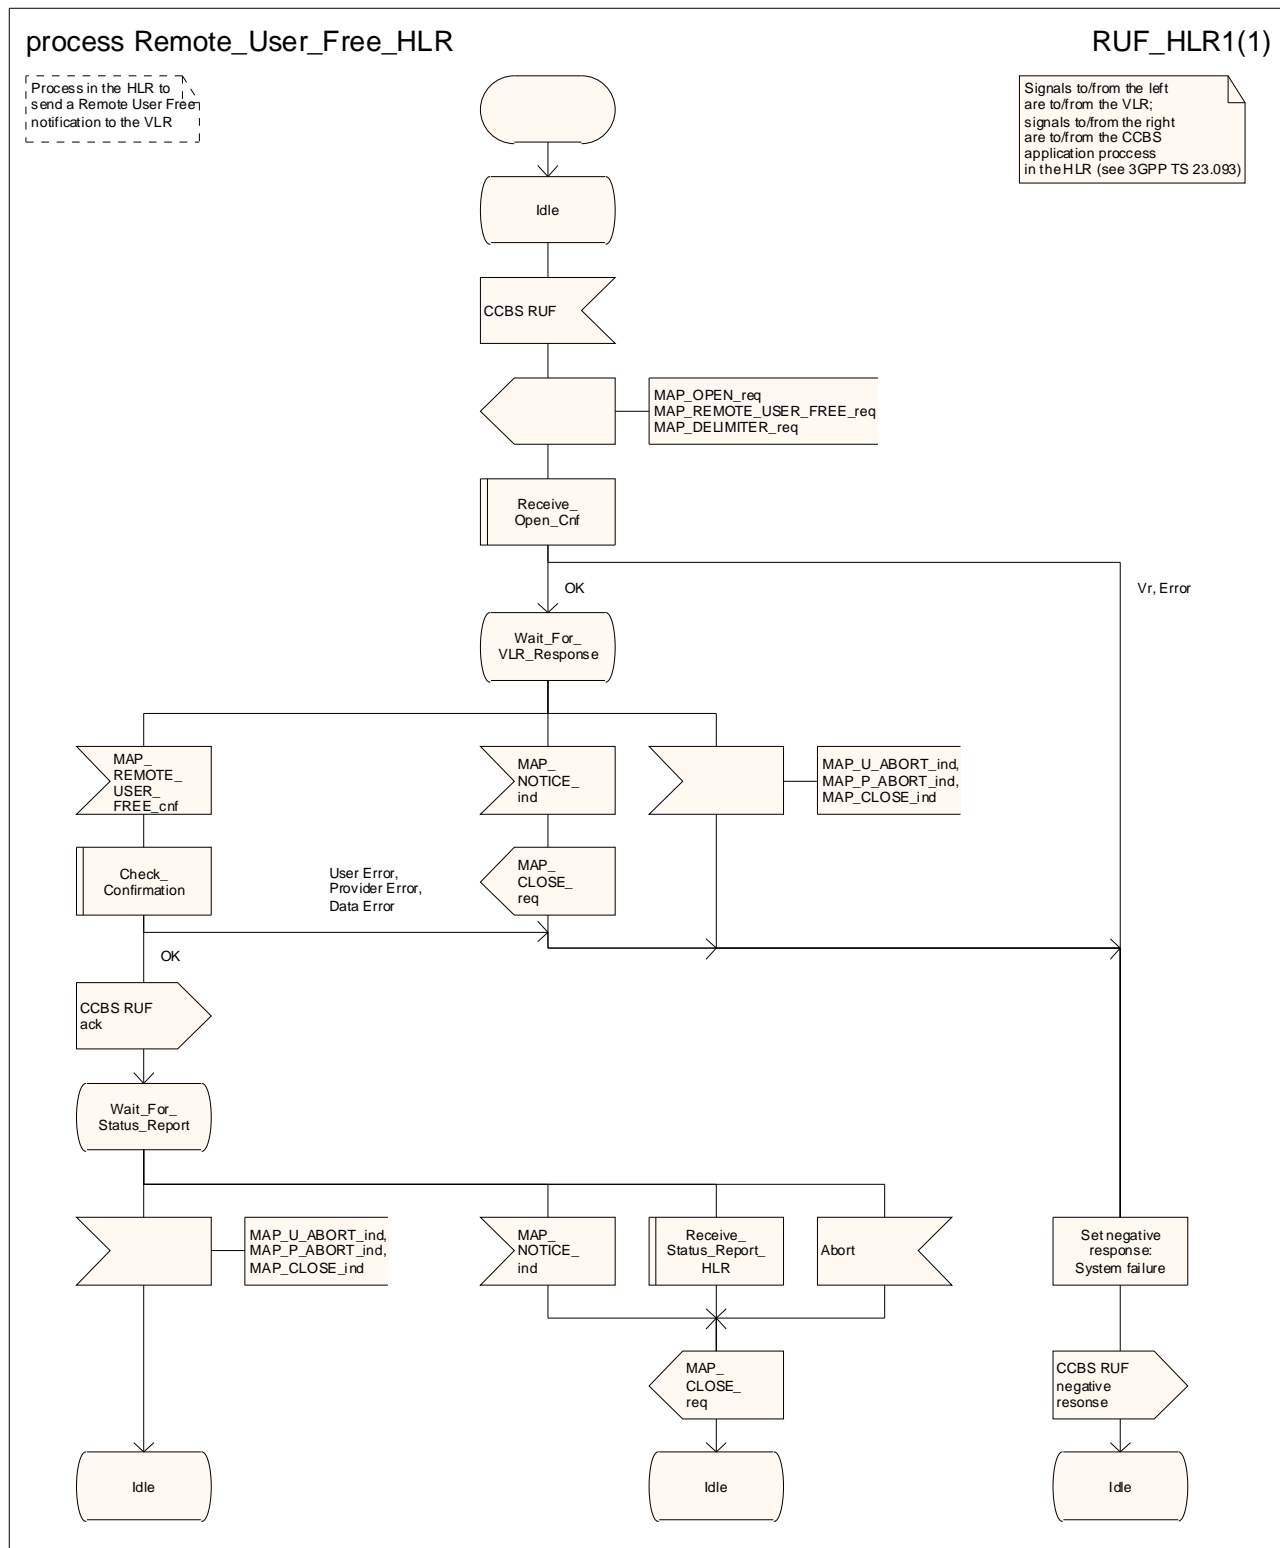 process Remote_User_Free_HLR
RUF_HLR1(1)
Process in the HLR to
send a Remote User Free
notification to the VLR
Signals to/from the left
are to/from the VLR;
signals to/from the right
are to/from the CCBS
application proccess
in the HLR (see 3GPP TS 23.093)
Idle
CCBS RUF
MAP_OPEN_req
MAP_REMOTE_USER_FREE_req
MAP_DELIMITER_req
Receive_
Open_Cnf
OK
Vr, Error
Wait_For_
VLR_Response
MAP_
REMOTE_
USER_
FREE_cnf
MAP_
NOTICE_
ind
MAP_U_ABORT_ind,
MAP_P_ABORT_ind,
MAP_CLOSE_ind
Check_
Confirmation
User Error,
Provider Error,
Data Error
MAP_
CLOSE_
req
OK
CCBS RUF
ack
Wait_For_
Status_Report
MAP_U_ABORT_ind,
MAP_P_ABORT_ind,
MAP_CLOSE_ind
MAP_
NOTICE_
ind
Receive_
Status_Report_
HLR
Abort
Set negative
response:
System failure
MAP_
CLOSE_
req
CCBS RUF
negative
resonse
Idle
Idle
Idle